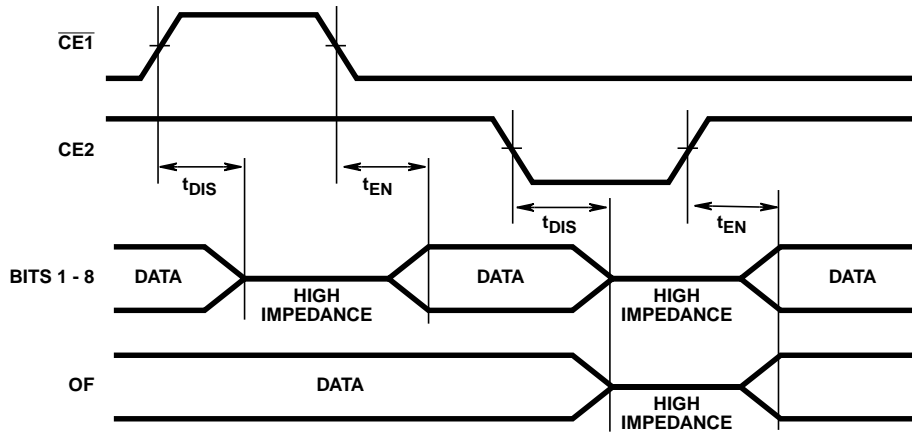 CE1
CE2
tDIS
tEN
tDIS
tEN
BITS 1 - 8
DATA
HIGH
IMPEDANCE
DATA
HIGH
IMPEDANCE
DATA
OF
DATA
HIGH
IMPEDANCE